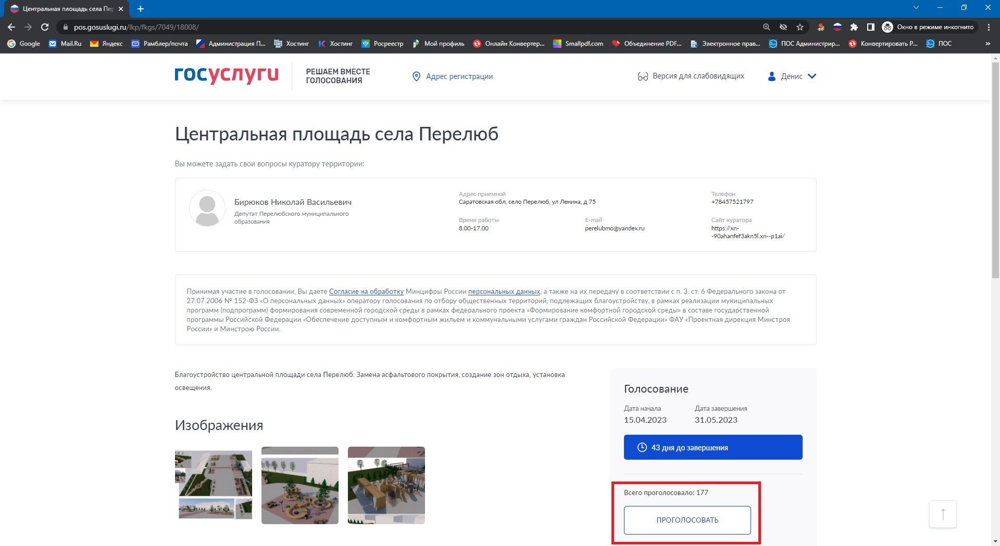 Центральная площадь села Пер
pos.gosuslugi.ru/lkp/fkgs/7049/18008/
Окно в режиме инкогнито
Google
Mail.Ru
Яндекс
Рамблер/почта
Администрация П...
Хостинг
Хостинг
Росреестр
Мой профиль
Онлайн Конвертер...
Smallpdf.com
Объединение PDF...
Электронное прав...
ПОС Администрир...
Конвертировать P...
ПОС
»
госуслуги
РЕШАЕМ ВМЕСТЕ
ГОЛОСОВАНИЯ
Адрес регистрации
Версия для слабовидящих
Денис
Центральная площадь села Перелюб
Вы можете задать свои вопросы куратору территории:
Бирюков Николай Васильевич
Депутат Перелюбского муниципального
образования
Адрес приемной
Саратовская обл, село Перелюб, ул Ленина, д 75
Телефон
+78457521797
Время работы
8.00-17.00
E-mail
perelubmo@yandex.ru
Сайт куратора
https://xn-
-90ahanfef3akn5l.xn--p1ai/
Принимая участие в голосовании, Вы даете Согласие на обработку Минцифры России персональных данных, а также на их передачу в соответствии с п. 3. ст. 6 Федерального закона от
27.07.2006 № 152-ФЗ «О персональных данных» оператору голосования по отбору общественных территорий, подлежащих благоустройству, в рамках реализации муниципальных
программ (подпрограмм) формирования современной городской среды в рамках федерального проекта «Формирование комфортной городской среды» в составе государственной
программы Российской Федерации «Обеспечение доступным и комфортным жильем и коммунальными услугами граждан Российской Федерации» ФАУ «Проектная дирекция Минстроя
России» и Минстрою России.
Благоустройство центральной площади села Перелюб. Замена асфальтового покрытия, создание зон отдыха, установка
освещения.
Изображения
Голосование
Дата начала
15.04.2023
Дата завершения
31.05.2023
43 дня до завершения
Всего проголосовало: 177
ПРОГОЛОСОВАТЬ